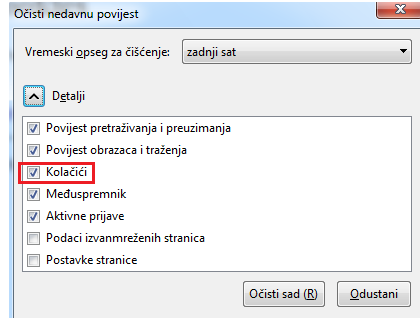 Očisti nedavnu povijest
Vremeski opseg za čišćenje: zadnji sat
Detalji
Povijest pretraživanja i preuzimanja
Povijest obrazaca i traženja
Kolačići
Međuspremnik
Aktivne prijave
Podaci izvanmreženih stranica
Postavke stranice
Očisti sad (R) Odustani